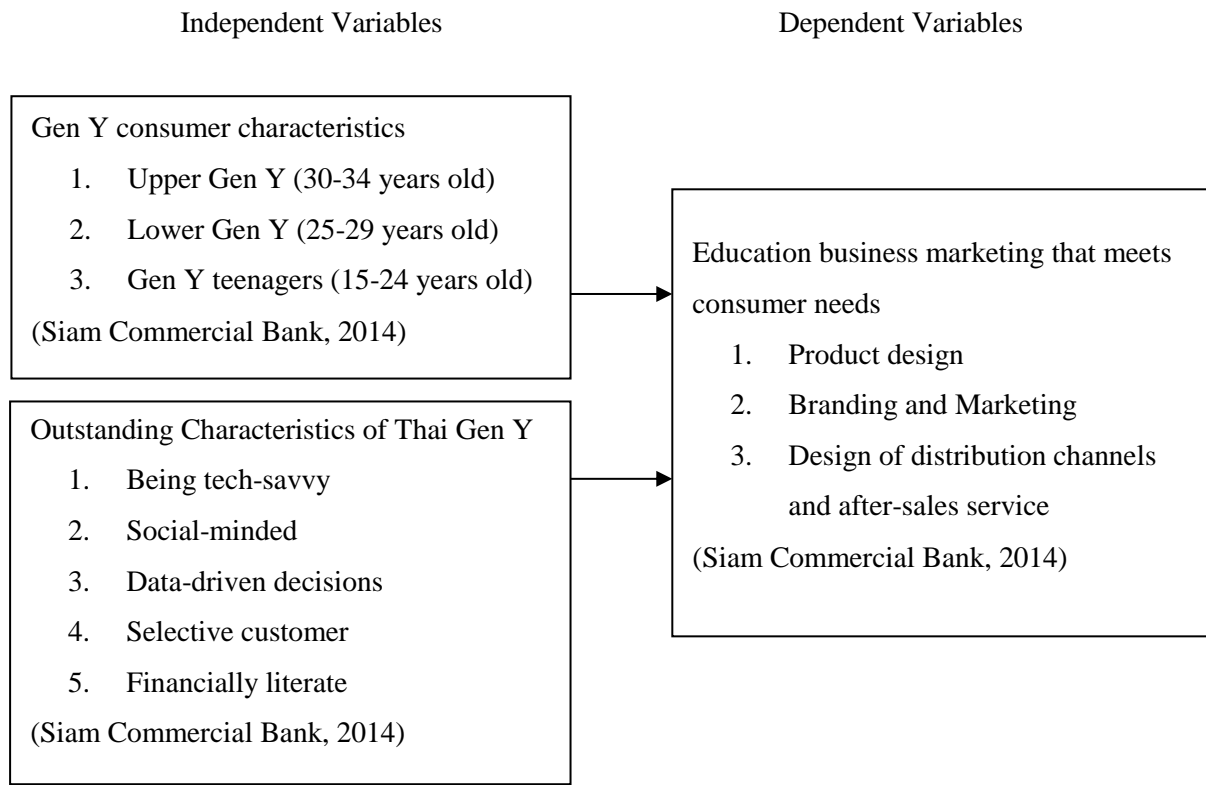 Independent Variables
Dependent Variables
Gen Y consumer characteristics
1. Upper Gen Y (30-34 years old)
2. Lower Gen Y (25-29 years old)
3. Gen Y teenagers (15-24 years old)
(Siam Commercial Bank, 2014)
Outstanding Characteristics of Thai Gen Y
1. Being tech-savvy
2. Social-minded
3. Data-driven decisions
4. Selective customer
5. Financially literate
(Siam Commercial Bank, 2014)
Education business marketing that meets
consumer needs
1. Product design
2. Branding and Marketing
3. Design of distribution channels
and after-sales service
(Siam Commercial Bank, 2014)